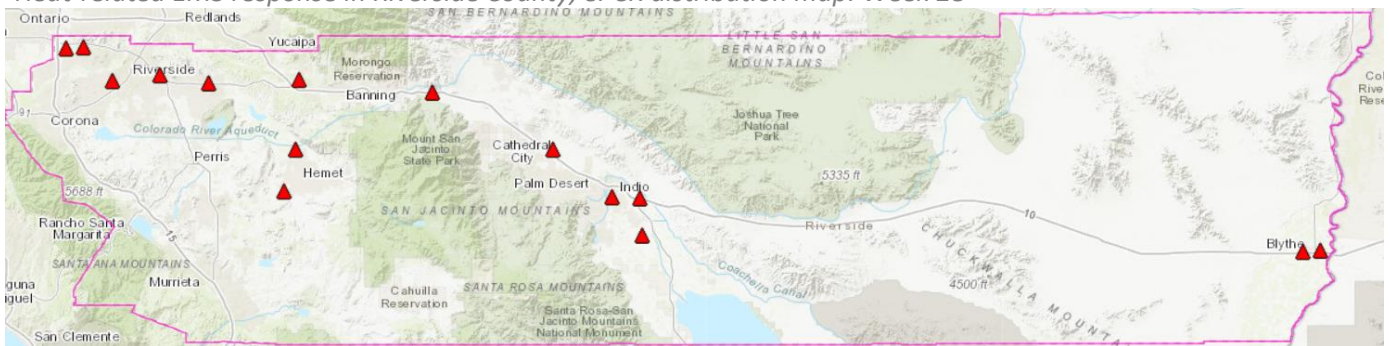 SAN BERNARDINO MOUNTAINS
Ontario
Redlands
LITTLE SAN
BERNARDINO
MOUNTAINS
Yucaipa
Riverside
Morongo
Reservation
Banning
91
Corona
Colorado River Aqueduct
Mount San
Jacinto
State Park
Cathedral
City
Joshua Tree
National
Park
Perris
Hemet
5688 ft
Palm Desert
Indio
5335 ft
Rancho Santa
Margarita
SAN JACINTO MOUNTAINS
Riverside
10
CHUCKWALLA MOUNTA
Blythe
15
SANTA ANA MOUNTAINS
Murrieta
Cahuilla
Reservation
SANTA ROSA MOUNTAINS
Coachella Canal
4500 ft
Santa Rosa-San
Jacinto Mountains
National Monument
San Clemente